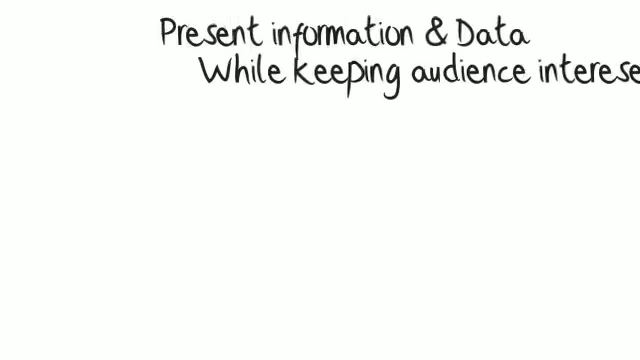 Present information & Data
While keeping audience interese